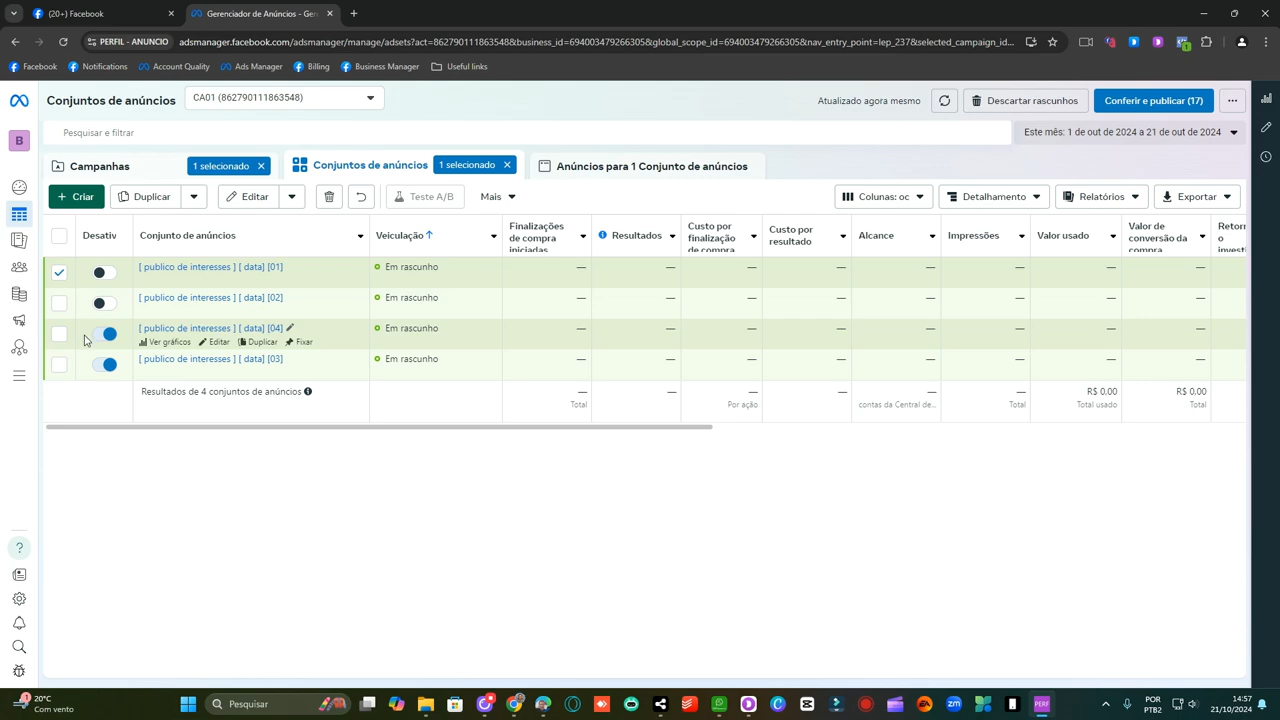 (20+) Facebook
Gerenciador de Anúncios - Ger
PERFIL - ANUNCIO
adsmanager.facebook.com/adsmanager/manage/adsets?act=862790111863548&business_id=694003479266305&global_scope_id=694003479266305&nav_entry_point=lep_237&selected_campaign_id...
Facebook
Notifications
Account Quality
Ads Manager
Billing
Business Manager
Useful links
Conjuntos de anúncios
CA01 (862790111863548)
Atualizado agora mesmo
Descartar rascunhos
Conferir e publicar (17)
B
Pesquisar e filtrar
Este mês: 1 de out de 2024 a 21 de out de 2024
Campanhas
1 selecionado
Conjuntos de anúncios
1 selecionado
Anúncios para 1 Conjunto de anúncios
+ Criar
Duplicar
Editar
Teste A/B
Mais
Colunas: oc
Detalhamento
Relatórios
Exportar
Desativ
Conjunto de anúncios
Veiculação
Finalizações de compra iniciadas
Resultados
Custo por finalização de compra
Custo por resultado
Alcance
Impressões
Valor usado
Valor de conversão da compra
Retorn
o
investi
[ publico de interesses ] [ data] [01]
Em rascunho
— — — — — — — —
[ publico de interesses ] [ data] [02]
Em rascunho
— — — — — — — —
[ publico de interesses ] [ data] [04]
Em rascunho
— — — — — — — —
Ver gráficos
Editar
Duplicar
Fixar
[ publico de interesses ] [ data] [03]
Em rascunho
— — — — — — — —
Resultados de 4 conjuntos de anúncios
— — — — — — R$ 0,00 R$ 0,00
Total
Por ação
contas da Central de...
Total
Total usado
Total
1
20°C
Com vento
Pesquisar
PERF
POR
PTB2
14:57
21/10/2024